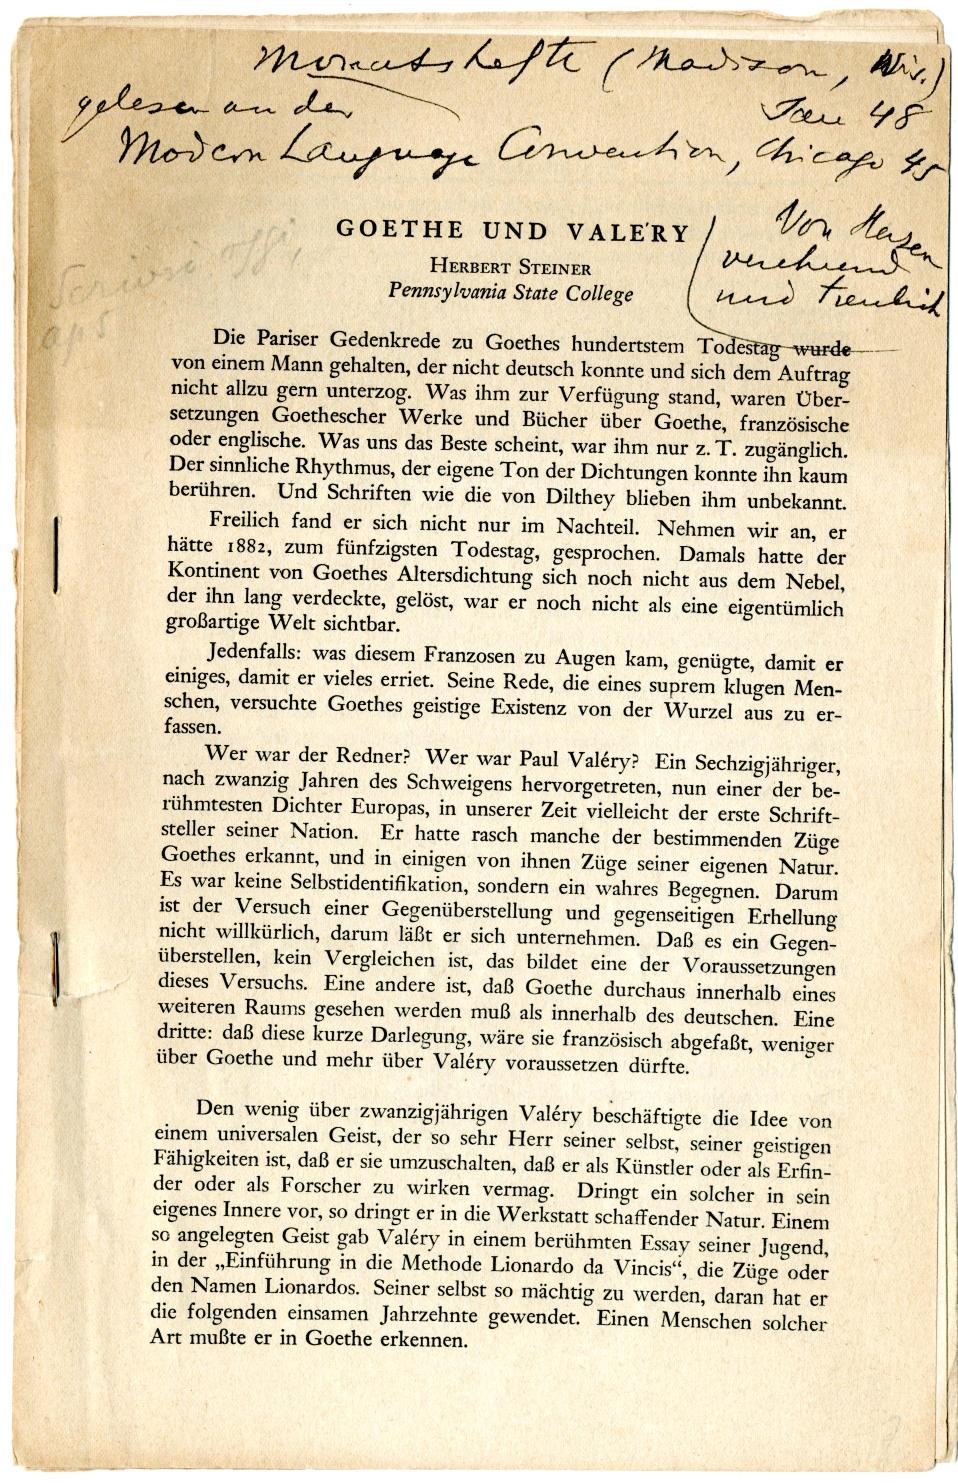 Monatshefte (Madison, Wis.)
gelesen an der Jan 48
Modern Language Convention, Chicago 45
Von Herzen
verehrend
und
GOETHE UND VALÉRY
HERBERT STEINER
Pennsylvania State College
Die Pariser Gedenkrede zu Goethes hundertstem Todestag wurde
von einem Mann gehalten, der nicht deutsch konnte und sich dem Auftrag
nicht allzu gern unterzog. Was ihm zur Verfügung stand, waren Über-
setzungen Goethescher Werke und Bücher über Goethe, französische
oder englische. Was uns das Beste scheint, war ihm nur z. T. zugänglich.
Der sinnliche Rhythmus, der eigene Ton der Dichtungen konnte ihn kaum
berühren. Und Schriften wie die von Dilthey blieben ihm unbekannt.
Freilich fand er sich nicht nur im Nachteil. Nehmen wir an, er
hätte 1882, zum fünfzigsten Todestag, gesprochen. Damals hatte der
Kontinent von Goethes Altersdichtung sich noch nicht aus dem Nebel,
der ihn lang verdeckte, gelöst, war er noch nicht als eine eigentümlich
großartige Welt sichtbar.
Jedenfalls: was diesem Franzosen zu Augen kam, genügte, damit er
einiges, damit er vieles erriet. Seine Rede, die eines suprem klugen Men-
schen, versuchte Goethes geistige Existenz von der Wurzel aus zu er-
fassen.
Wer war der Redner? Wer war Paul Valéry? Ein Sechzigjähriger,
nach zwanzig Jahren des Schweigens hervorgetreten, nun einer der be-
rühmtesten Dichter Europas, in unserer Zeit vielleicht der erste Schrift-
steller seiner Nation. Er hatte rasch manche der bestimmenden Züge
Goethes erkannt, und in einigen von ihnen Züge seiner eigenen Natur.
Es war keine Selbstidentifikation, sondern ein wahres Begegnen. Darum
ist der Versuch einer Gegenüberstellung und gegenseitigen Erhellung
nicht willkürlich, darum läßt er sich unternehmen. Daß es ein Gegen-
überstellen, kein Vergleichen ist, das bildet eine der Voraussetzungen
dieses Versuchs. Eine andere ist, daß Goethe durchaus innerhalb eines
weiteren Raums gesehen werden muß als innerhalb des deutschen. Eine
dritte: daß diese kurze Darlegung, wäre sie französisch abgefaßt, weniger
über Goethe und mehr über Valéry voraussetzen dürfte.
Den wenig über zwanzigjährigen Valéry beschäftigte die Idee von
einem universalen Geist, der so sehr Herr seiner selbst, seiner geistigen
Fähigkeiten ist, daß er sie umzuschalten, daß er als Künstler oder als Erfin-
der oder als Forscher zu wirken vermag. Dringt ein solcher in sein
eigenes Innere vor, so dringt er in die Werkstatt schaffender Natur. Einem
so angelegten Geist gab Valéry in einem berühmten Essay seiner Jugend,
in der „Einführung in die Methode Lionardo da Vincis“, die Züge oder
den Namen Lionardos. Seiner selbst so mächtig zu werden, daran hat er
die folgenden einsamen Jahrzehnte gewendet. Einen Menschen solcher
Art mußte er in Goethe erkennen.